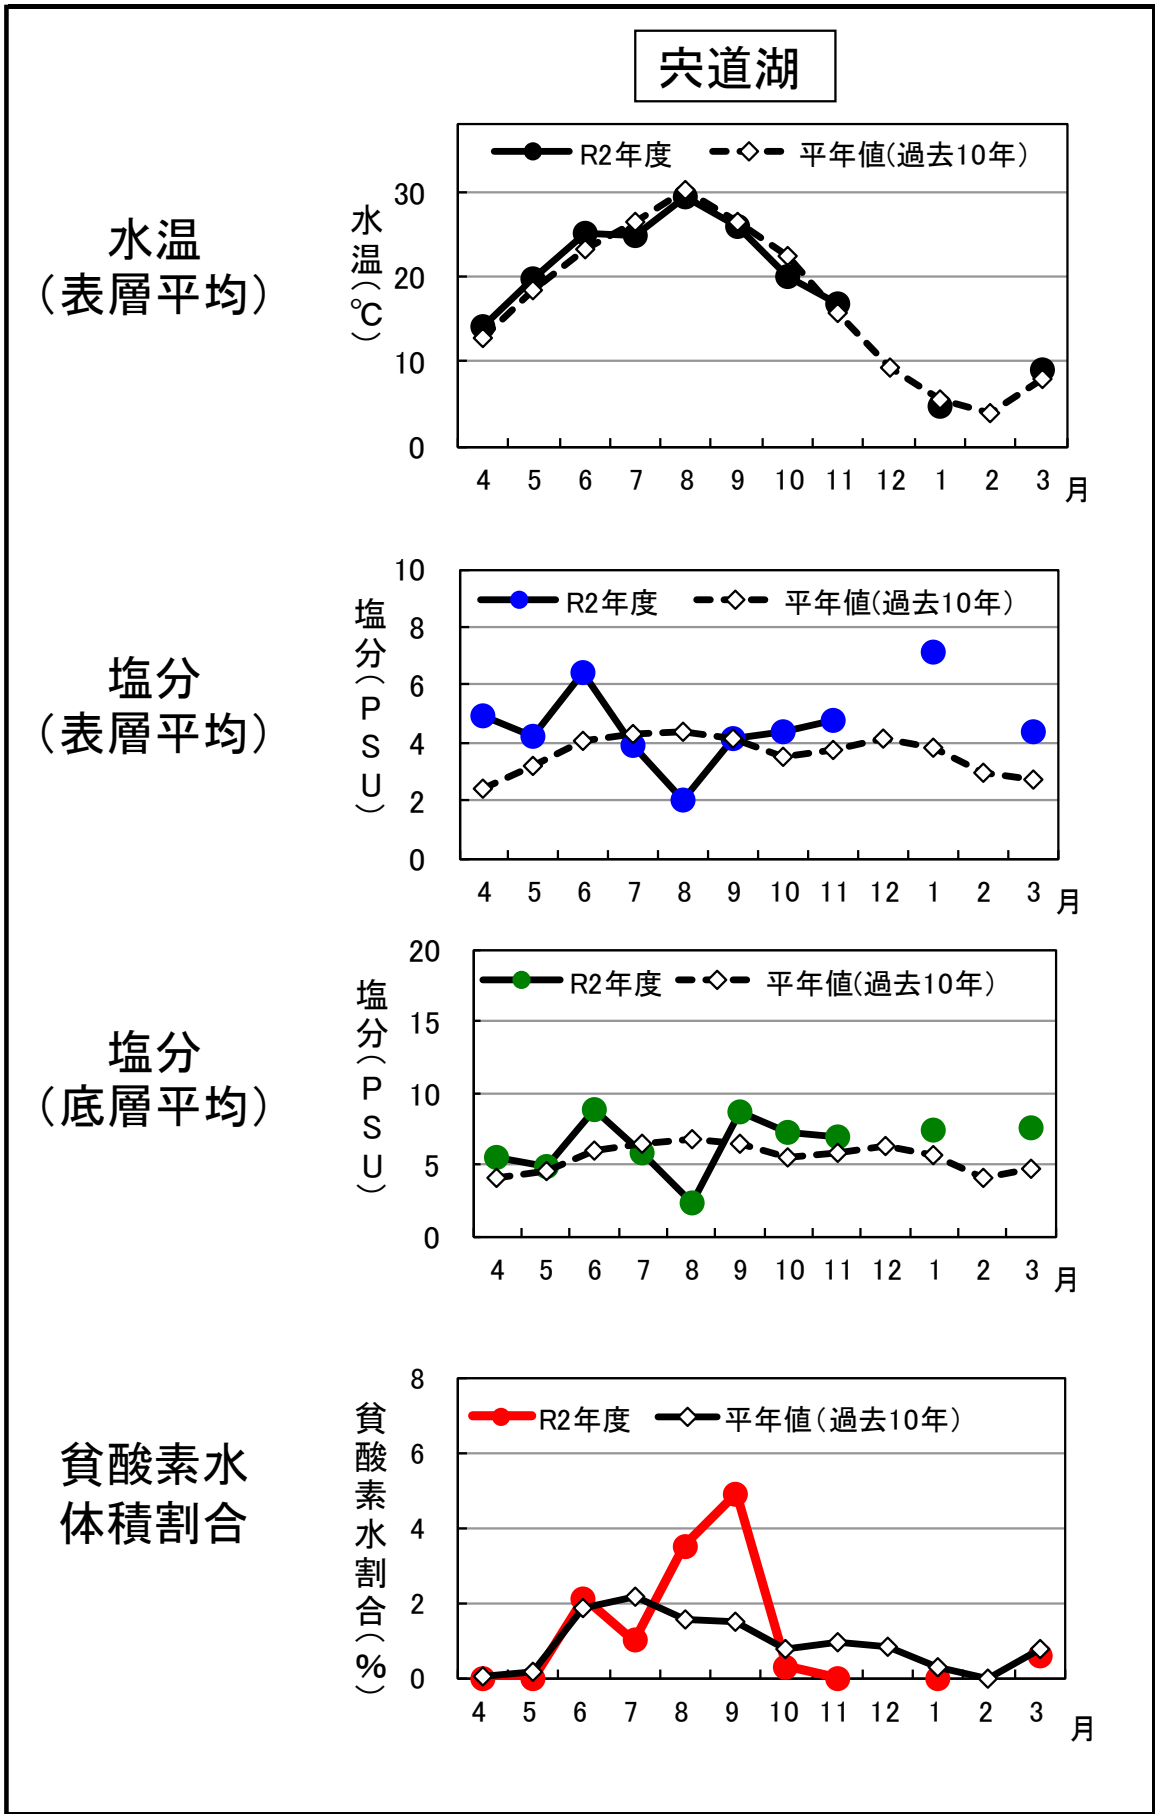 宍道湖
水温
（表層平均）
水温（℃）
R2年度 平年値(過去10年）
30
20
10
0
4 5 6 7 8 9 10 11 12 1 2 3 月
塩分
（表層平均）
塩分（PSU）
R2年度 平年値(過去10年）
10
8
6
4
2
0
4 5 6 7 8 9 10 11 12 1 2 3 月
塩分
（底層平均）
塩分（PSU）
R2年度 平年値(過去10年）
20
15
10
5
0
4 5 6 7 8 9 10 11 12 1 2 3 月
貧酸素水
体積割合
貧酸素水割合（%）
R2年度 平年値（過去10年）
8
6
4
2
0
4 5 6 7 8 9 10 11 12 1 2 3 月